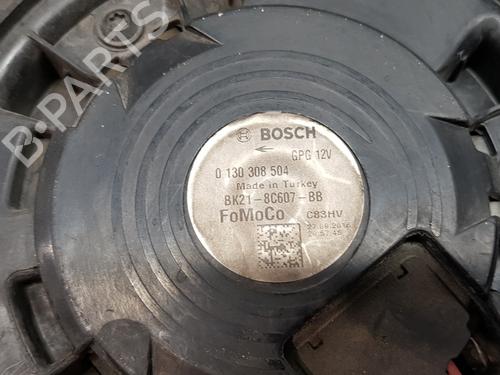 B-PARTS
BOSCH
GPG 12V
0 130 308 504
Made in Turkey
BK21-8C607-BB
FoMoCo C83HV